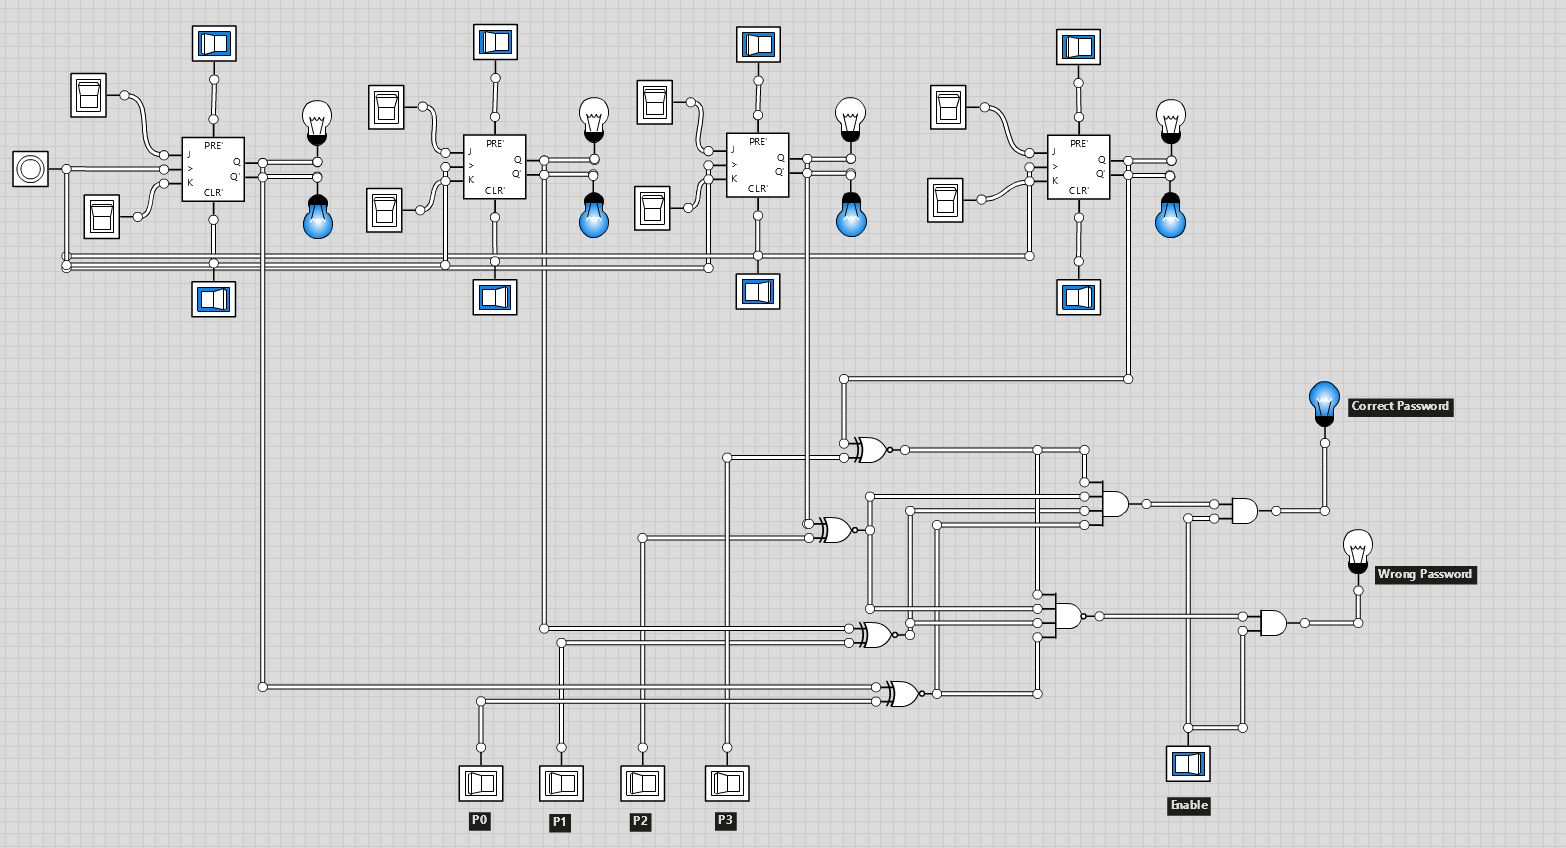 PRE'
J
>
K
Q
Q'
CLR'
PRE'
J
>
K
Q
Q'
CLR'
PRE'
J
>
K
Q
Q'
CLR'
PRE'
J
>
K
Q
Q'
CLR'
Correct Password
Wrong Password
Enable
P0
P1
P2
P3